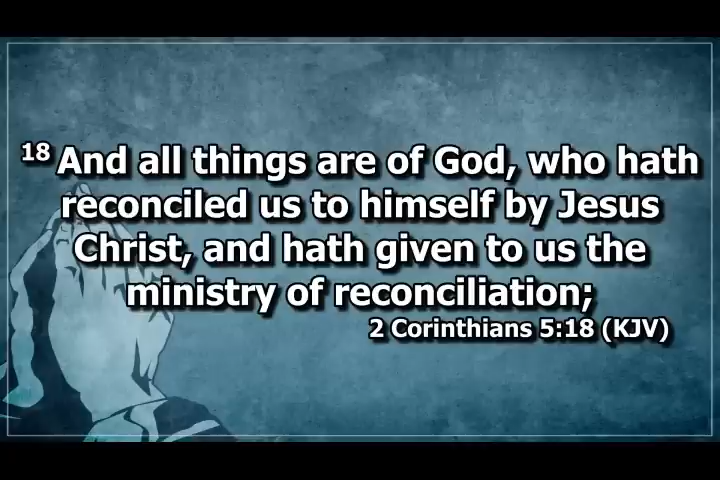 18 And all things are of God, who hath
reconciled us to himself by Jesus
Christ, and hath given to us the
ministry of reconciliation;
2 Corinthians 5:18 (KJV)